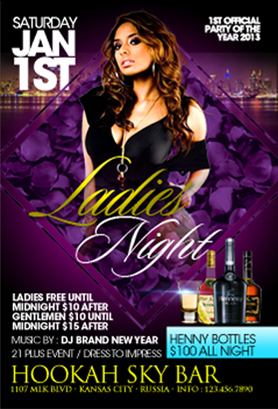 SATURDAY
JAN
1ST
1ST OFFICIAL
PARTY OF THE
YEAR 2013
Ladies
Night
LADIES FREE UNTIL
MIDNIGHT $10 AFTER
GENTLEMEN $10 UNTIL
MIDNIGHT $15 AFTER
MUSIC BY : DJ BRAND NEW YEAR
21 PLUS EVENT / DRESS TO IMPRESS
Hennessy
HENNY BOTTLES
$100 ALL NIGHT
HOOKAH SKY BAR
1107 MLK BLVD - KANSAS CITY - RUSSIA - INFO : 123.456.7890